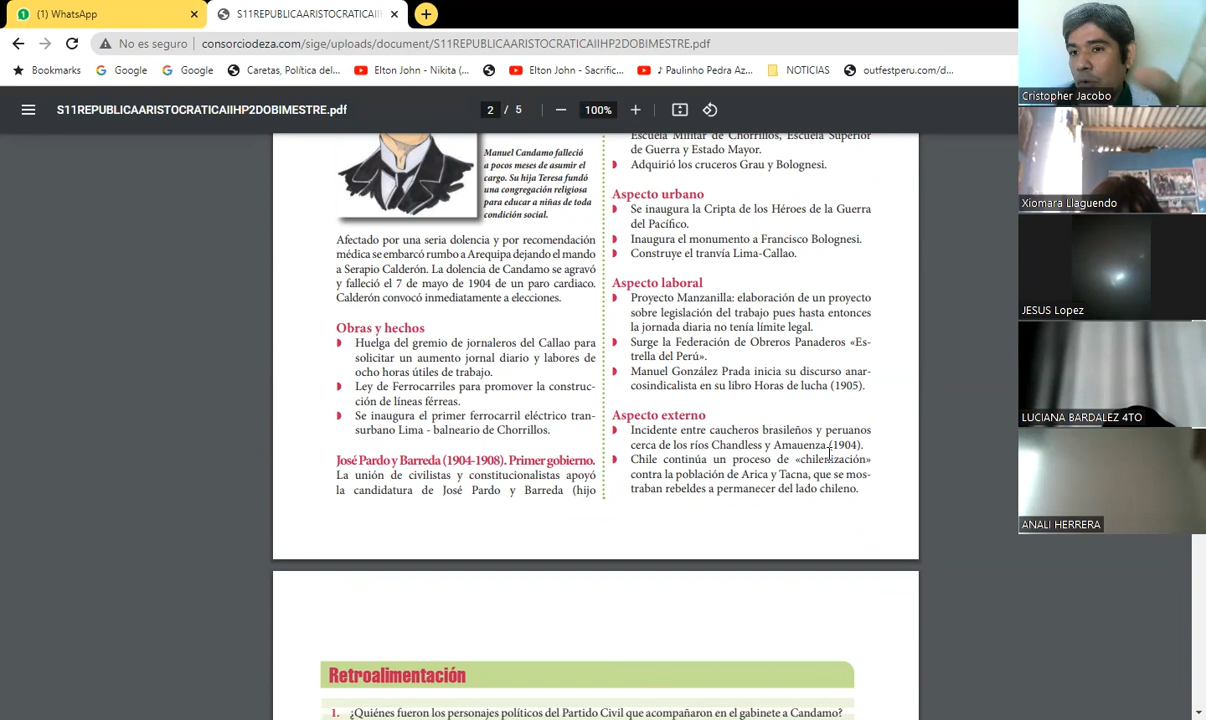 (1) WhatsApp
S11REPUBLICAARISTOCRATICAII
No es seguro
consorciodeza.com/sige/uploads/document/S11REPUBLICAARISTOCRATICAIIHP2DOBIMESTRE.pdf
Bookmarks
Google
Google
Caretas, Política del...
Elton John - Nikita (...
Elton John - Sacrific...
♪ Paulinho Pedra Az...
NOTICIAS
outfestperu.com/d...
S11REPUBLICAARISTOCRATICAIIHP2DOBIMESTRE.pdf
2 / 5
100%
Manuel Candamo falleció
a pocos meses de asumir el
cargo. Su hija Teresa fundó
una congregación religiosa
para educar a niñas de toda
condición social.
Afectado por una seria dolencia y por recomendación
médica se embarcó rumbo a Arequipa dejando el mando
a Serapio Calderón. La dolencia de Candamo se agravó
y falleció el 7 de mayo de 1904 de un paro cardiaco.
Calderón convocó inmediatamente a elecciones.
Obras y hechos
Huelga del gremio de jornaleros del Callao para
solicitar un aumento jornal diario y labores de
ocho horas útiles de trabajo.
Ley de Ferrocarriles para promover la construc-
ción de líneas férreas.
Se inaugura el primer ferrocarril eléctrico tran-
surbano Lima - balneario de Chorrillos.
José Pardo y Barreda (1904-1908). Primer gobierno.
La unión de civilistas y constitucionalistas apoyó
la candidatura de José Pardo y Barreda (hijo
Escuela Militar de Chorrillos, Escuela Superior
de Guerra y Estado Mayor.
Adquirió los cruceros Grau y Bolognesi.
Aspecto urbano
Se inaugura la Cripta de los Héroes de la Guerra
del Pacífico.
Inaugura el monumento a Francisco Bolognesi.
Construye el tranvía Lima-Callao.
Aspecto laboral
Proyecto Manzanilla: elaboración de un proyecto
sobre legislación del trabajo pues hasta entonces
la jornada diaria no tenía límite legal.
Surge la Federación de Obreros Panaderos «Es-
trella del Perú».
Manuel González Prada inicia su discurso anar-
cosindicalista en su libro Horas de lucha (1905).
Aspecto externo
Incidente entre caucheros brasileños y peruanos
cerca de los ríos Chandless y Amauenza (1904).
Chile continúa un proceso de «chilenización»
contra la población de Arica y Tacna, que se mos-
traban rebeldes a permanecer del lado chileno.
Retroalimentación
1. ¿Quiénes fueron los personajes políticos del Partido Civil que acompañaron en el gabinete a Candamo?
Cristopher Jacobo
Xiomara Llaguendo
JESUS Lopez
LUCIANA BARDALEZ 4TO
ANALI HERRERA